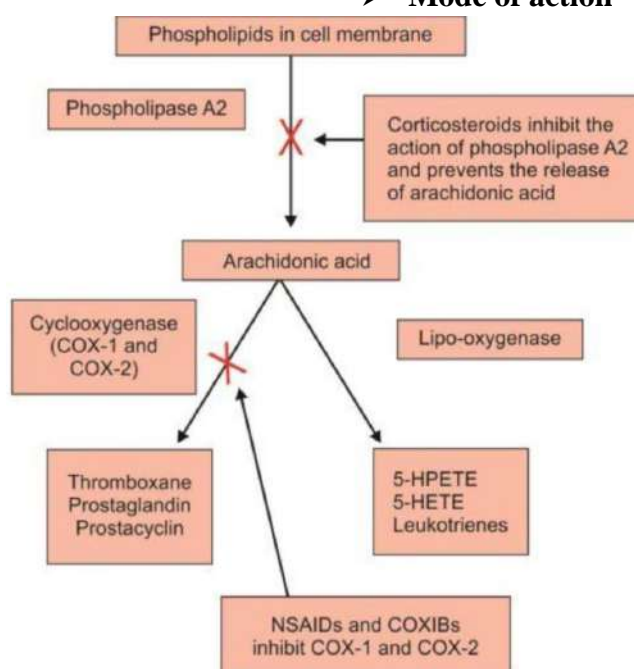 ➤ Mode of action
Phospholipids in cell membrane
Phospholipase A2
Corticosteroids inhibit the
action of phospholipase A2
and prevents the release
of arachidonic acid
Arachidonic acid
Cyclooxygenase
(COX-1 and
COX-2)
Lipo-oxygenase
Thromboxane
Prostaglandin
Prostacyclin
5-HPETE
5-HETE
Leukotrienes
NSAIDs and COXIBs
inhibit COX-1 and COX-2